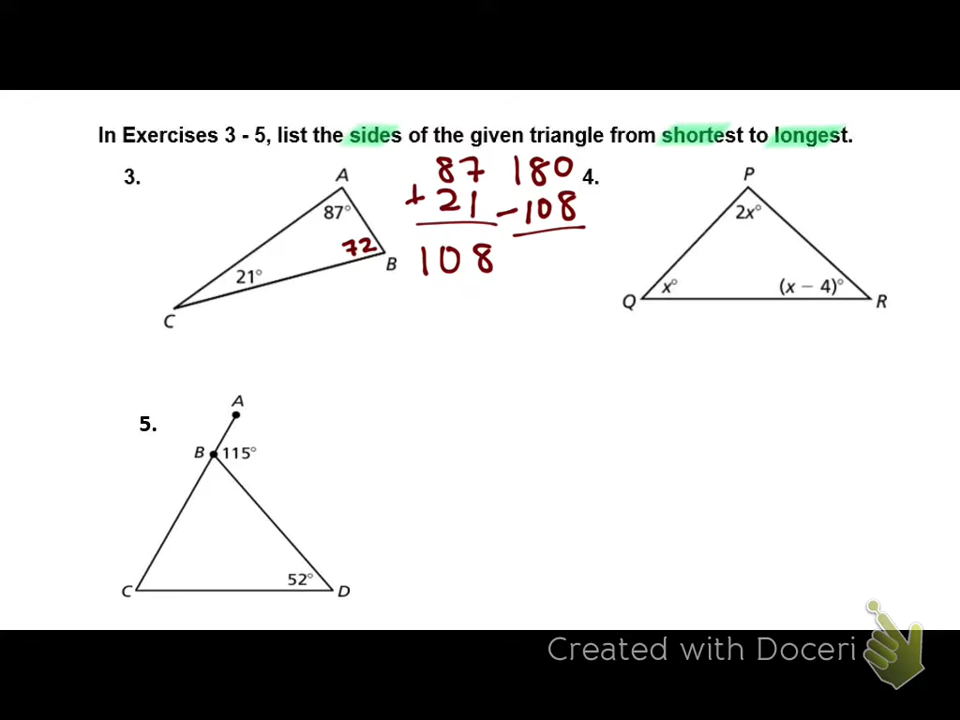 In Exercises 3 - 5, list the sides of the given triangle from shortest to longest.
3.
A
87°
72
B
21°
C
87
+ 21
108
180
- 108
4.
P
2x°
x°
(x – 4)°
Q
R
5.
A
B
115°
52°
C
D
Created with Doceri